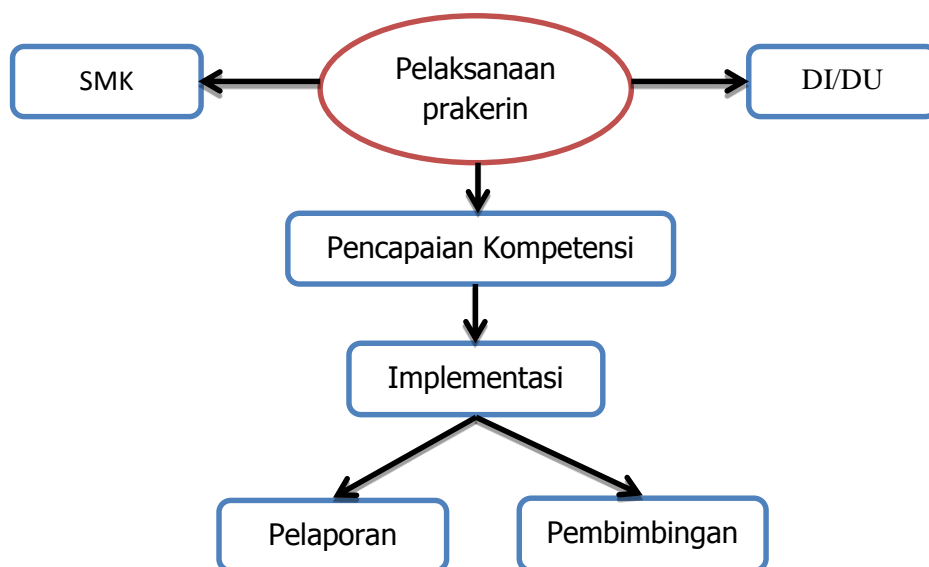 SMK
Pelaksanaan
prakerin
DI/DU
Pencapaian Kompetensi
Implementasi
Pelaporan
Pembimbingan